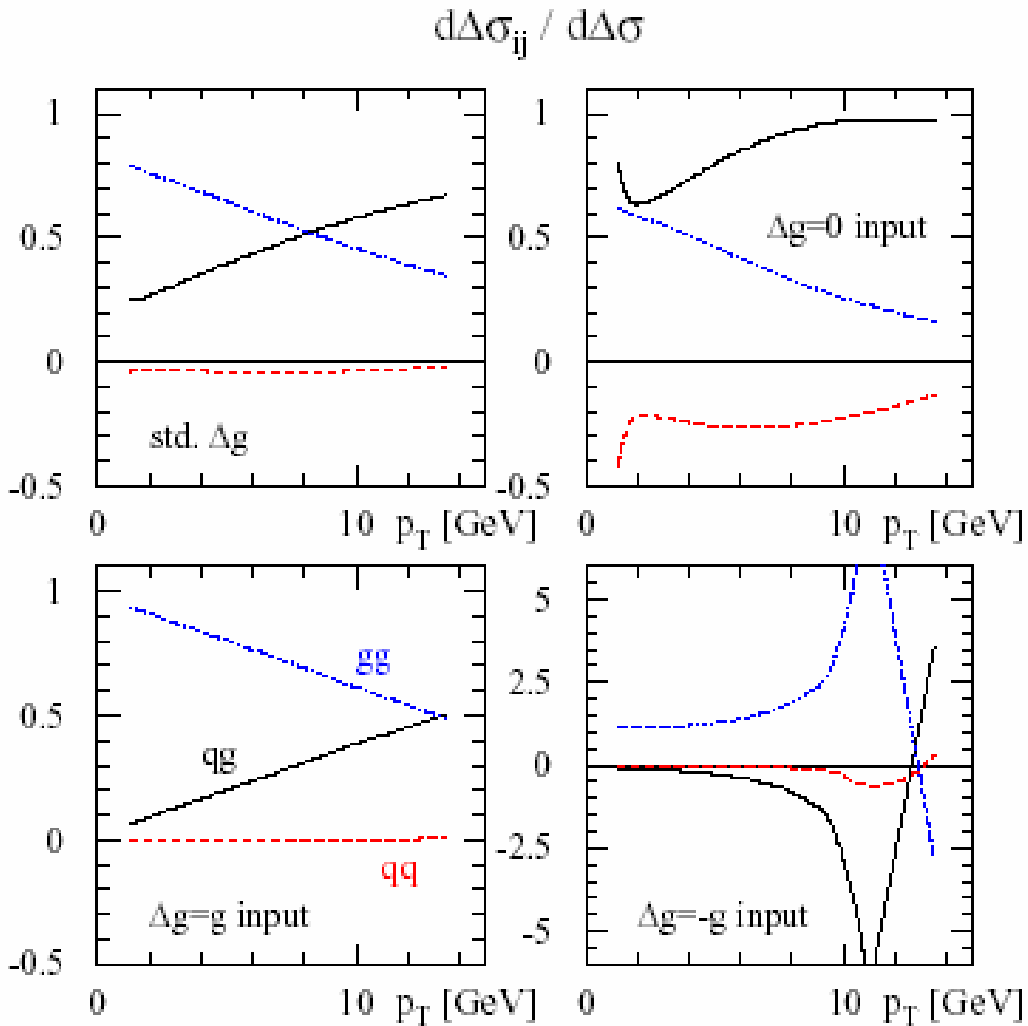 dΔσij / dΔσ
1
0.5
0
-0.5
0
10
pT [GeV]
std. Δg
1
0.5
0
-0.5
0
10
pT [GeV]
Δg=0 input
1
0.5
0
-0.5
0
10
pT [GeV]
gg
qg
qq
Δg=g input
5
2.5
0
-2.5
-5
0
10
pT [GeV]
Δg=-g input